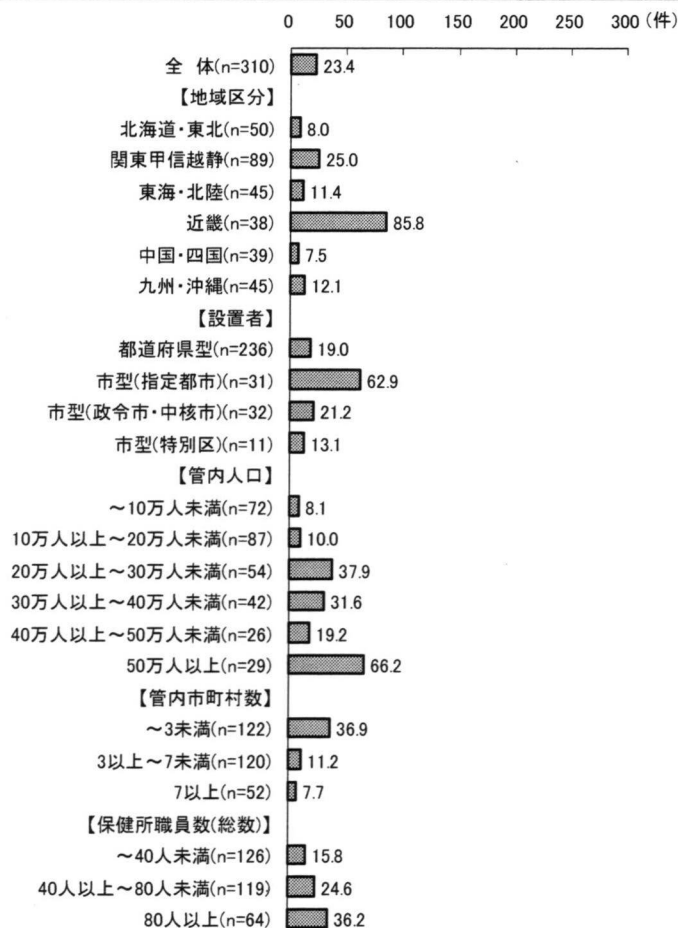 0 50 100 150 200 250 300 (件)
全 体(n=310) 23.4
【地域区分】
北海道・東北(n=50) 8.0
関東甲信越静(n=89) 25.0
東海・北陸(n=45) 11.4
近畿(n=38) 85.8
中国・四国(n=39) 7.5
九州・沖縄(n=45) 12.1
【設置者】
都道府県型(n=236) 19.0
市型(指定都市)(n=31) 62.9
市型(政令市・中核市)(n=32) 21.2
市型(特別区)(n=11) 13.1
【管内人口】
～10万人未満(n=72) 8.1
10万人以上～20万人未満(n=87) 10.0
20万人以上～30万人未満(n=54) 37.9
30万人以上～40万人未満(n=42) 31.6
40万人以上～50万人未満(n=26) 19.2
50万人以上(n=29) 66.2
【管内市町村数】
～3未満(n=122) 36.9
3以上～7未満(n=120) 11.2
7以上(n=52) 7.7
【保健所職員数(総数)】
～40人未満(n=126) 15.8
40人以上～80人未満(n=119) 24.6
80人以上(n=64) 36.2